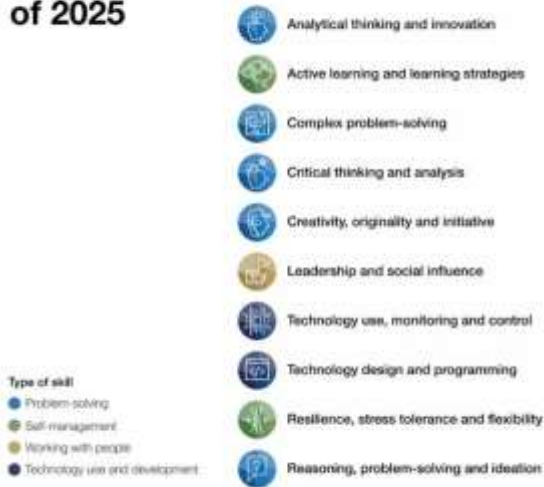 of 2025
Analytical thinking and innovation
Active learning and learning strategies
Complex problem-solving
Critical thinking and analysis
Creativity, originality and initiative
Leadership and social influence
Technology use, monitoring and control
Technology design and programming
Resilience, stress tolerance and flexibility
Reasoning, problem-solving and ideation
Type of skill
Problem-solving
Self-management
Working with people
Technology use and development